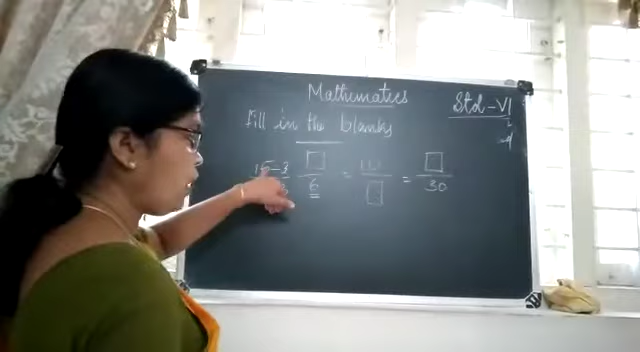 Mathematics
Std - VI
Fill in the blanks
□/6 = 10/□ = □/30